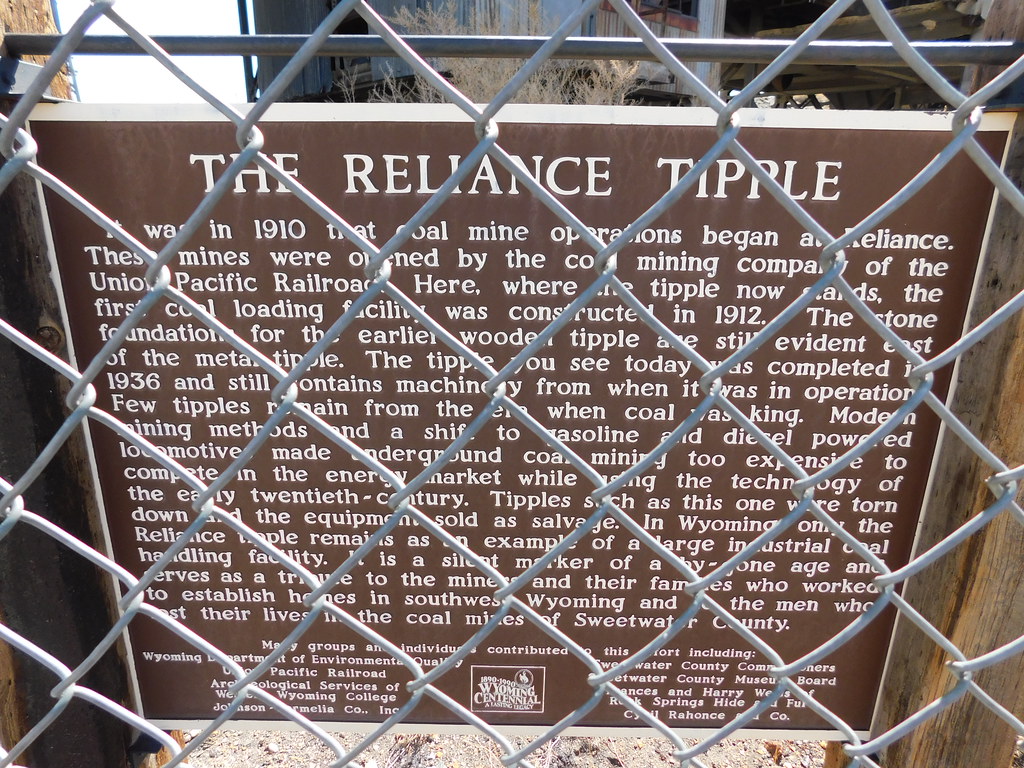 THE RELIANCE TIPPLE
It was in 1910 that coal mine operations began at Reliance.
These mines were opened by the coal mining company of the
Union Pacific Railroad. Here, where the tipple now stands, the
first coal loading facility was constructed in 1912. The stone
foundations for the earlier wooden tipple are still evident east
of the metal tipple. The tipple you see today was completed in
1936 and still contains machinery from when it was in operation.
Few tipples remain from the era when coal was king. Modern
mining methods and a shift to gasoline and diesel powered
locomotives made underground coal mining too expensive to
compete in the energy market while using the technology of
the early twentieth-century. Tipples such as this one were torn
down and the equipment sold as salvage. In Wyoming only the
Reliance tipple remains as an example of a large industrial coal
handling facility. It is a silent marker of a by-gone age and
serves as a tribute to the miners and their families who worked
to establish homes in southwest Wyoming and to the men who
lost their lives in the coal mines of Sweetwater County.
Many groups and individuals contributed to this effort including:
Wyoming Department of Environmental Quality
Union Pacific Railroad
Archeological Services of
Western Wyoming College
Johnson-Fermelia Co., Inc.
1890-1990
WYOMING
CENTENNIAL
A LASTING LEGACY
Sweetwater County Commissioners
Sweetwater County Museum Board
Frances and Harry Webb of
Rock Springs Hide and Fur
Cyril Rahonce and Co.